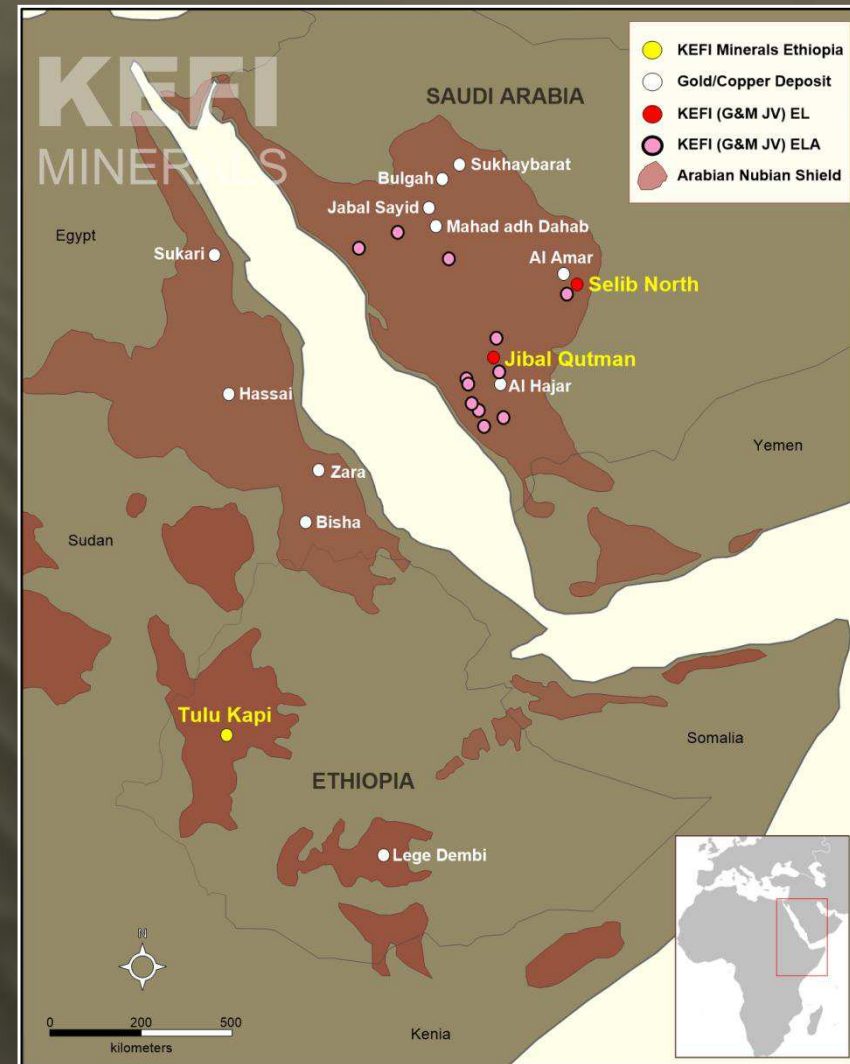 KEFI
MINERALS
KEFI Minerals Ethiopia
Gold/Copper Deposit
KEFI (G&M JV) EL
KEFI (G&M JV) ELA
Arabian Nubian Shield
SAUDI ARABIA
Sukhaybarat
Bulgah
Jabal Sayid
Mahad adh Dahab
Egypt
Sukari
Al Amar
Selib North
Jibal Qutman
Al Hajar
Hassai
Yemen
Zara
Bisha
Sudan
Tulu Kapi
Somalia
ETHIOPIA
Lege Dembi
N
0 200 500
kilometers
Kenia